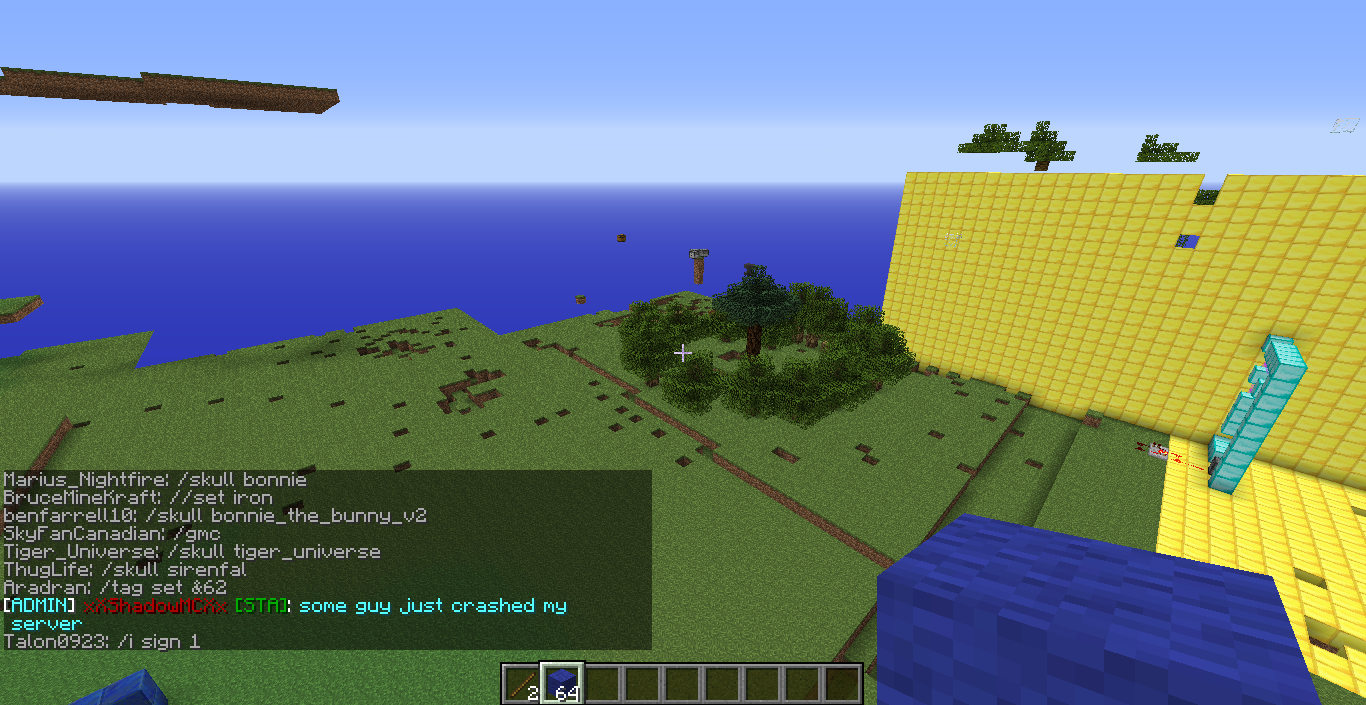 Marius_Nightfire: /skull bonnie
BruceMineKraft: //set iron
benfarrell10: /skull bonnie_the_bunny_v2
SkyFanCanadian: /gmc
Tiger_Universe: /skull tiger_universe
ThugLife: /skull sirenfal
Aradran: /tag set &62
[ADMIN] xXShadowMCXx [STA]: some guy just crashed my
server
Talon0923: /i sign 1
2 64